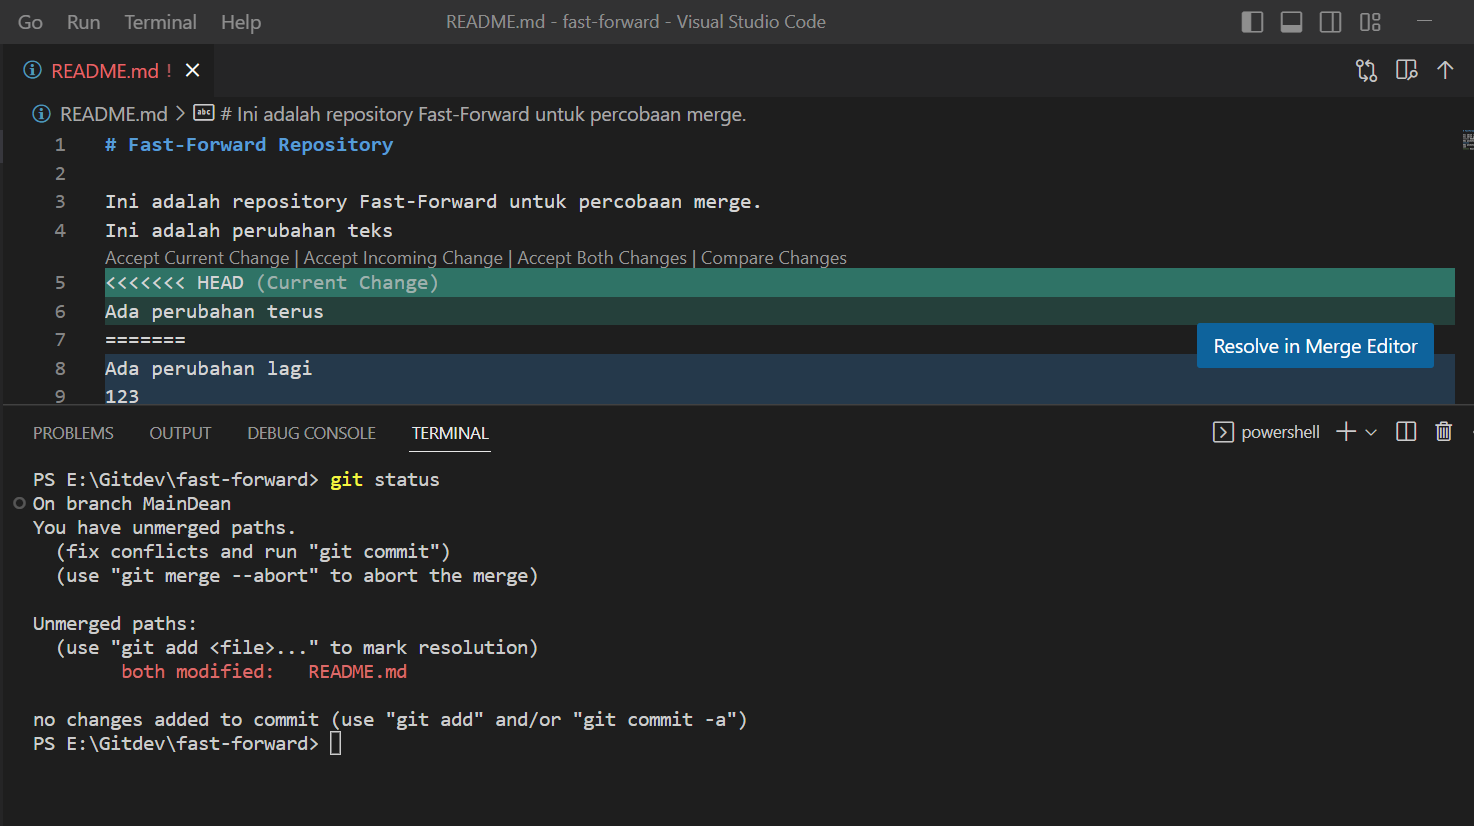 Go Run Terminal Help README.md - fast-forward - Visual Studio Code
README.md !
README.md > # Ini adalah repository Fast-Forward untuk percobaan merge.
1 # Fast-Forward Repository
2
3 Ini adalah repository Fast-Forward untuk percobaan merge.
4 Ini adalah perubahan teks
Accept Current Change | Accept Incoming Change | Accept Both Changes | Compare Changes
5 <<<<<<< HEAD (Current Change)
6 Ada perubahan terus
7 =======
Resolve in Merge Editor
8 Ada perubahan lagi
9 123
PROBLEMS OUTPUT DEBUG CONSOLE TERMINAL powershell
PS E:\Gitdev\fast-forward> git status
On branch MainDean
You have unmerged paths.
(fix conflicts and run "git commit")
(use "git merge --abort" to abort the merge)
Unmerged paths:
(use "git add <file>..." to mark resolution)
both modified: README.md
no changes added to commit (use "git add" and/or "git commit -a")
PS E:\Gitdev\fast-forward>